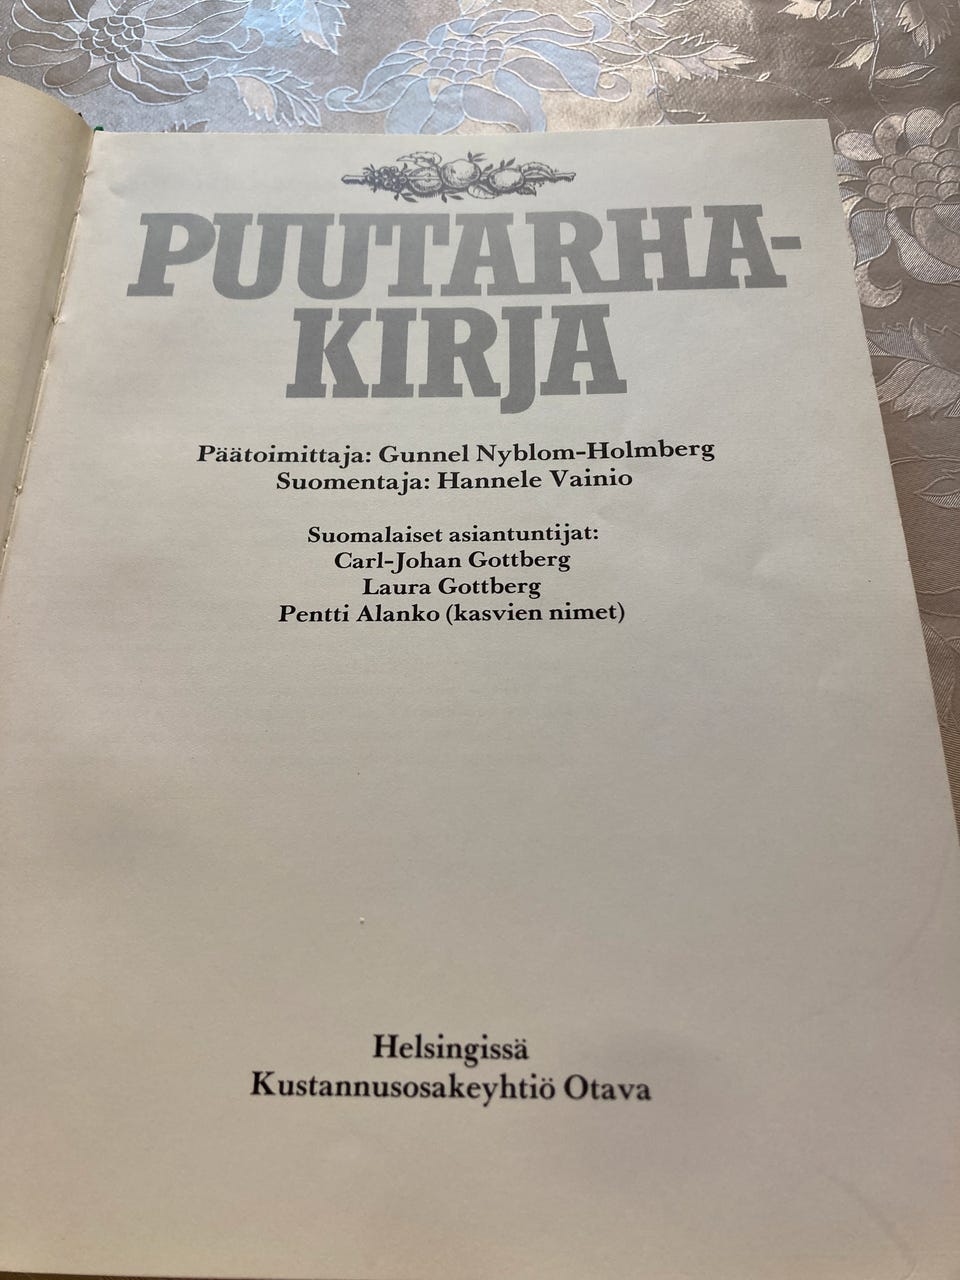 PUUTARHA-
KIRJA
Päätoimittaja: Gunnel Nyblom-Holmberg
Suomentaja: Hannele Vainio
Suomalaiset asiantuntijat:
Carl-Johan Gottberg
Laura Gottberg
Pentti Alanko (kasvien nimet)
Helsingissä
Kustannusosakeyhtiö Otava